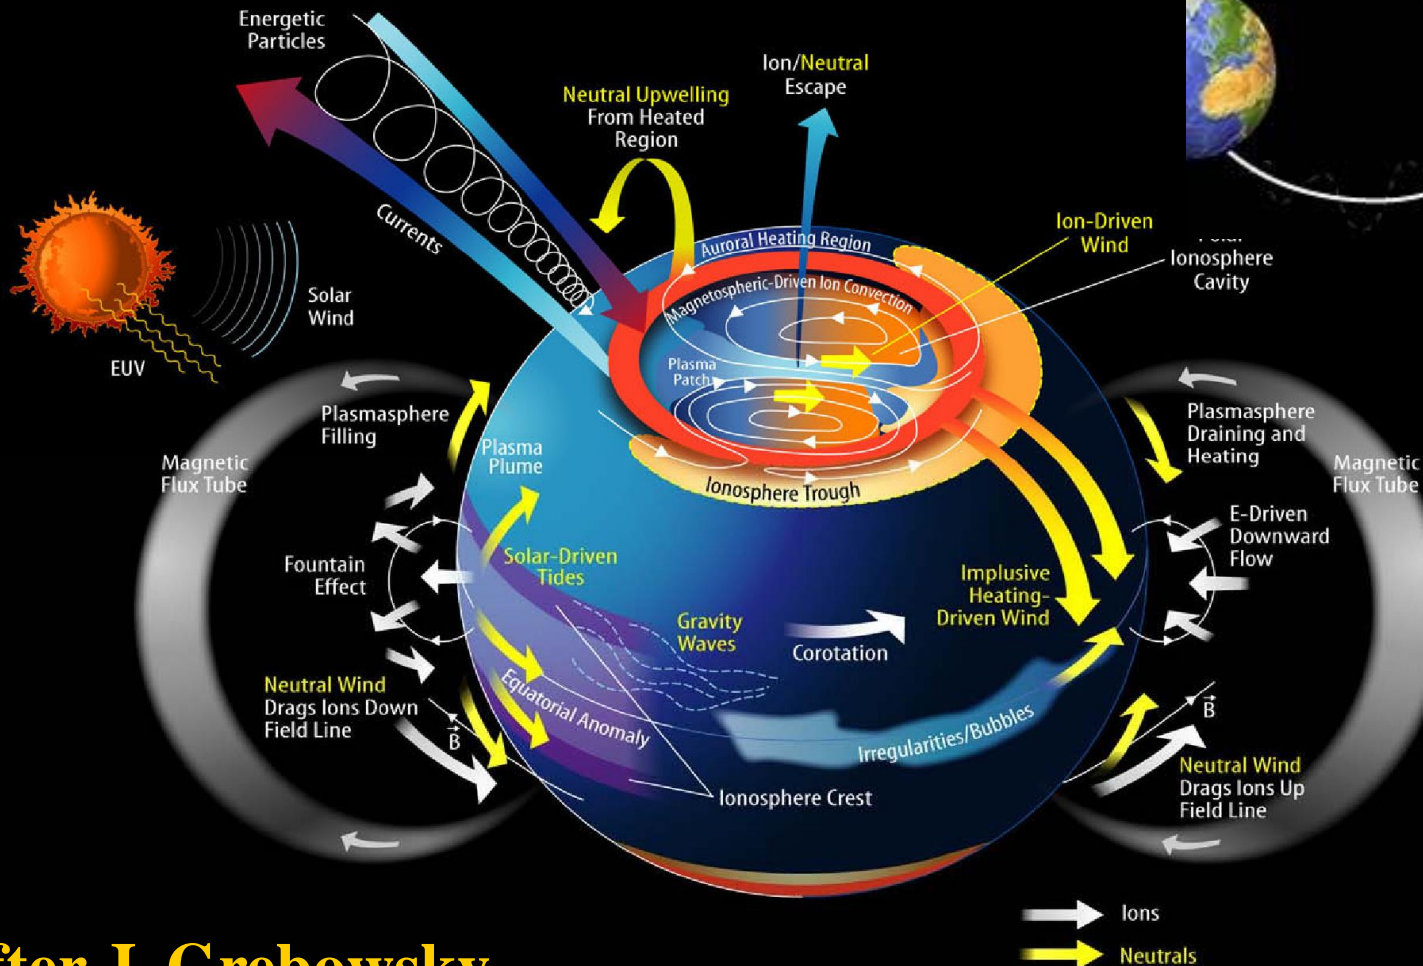 Energetic
Particles
Ion/Neutral
Escape
Neutral Upwelling
From Heated
Region
Currents
Auroral Heating Region
Magnetospheric-Driven Ion Convection
Plasma
Patch
Ion-Driven
Wind
Ionosphere
Cavity
Solar
Wind
EUV
Plasmasphere
Filling
Magnetic
Flux Tube
Plasma
Plume
Ionosphere Trough
Plasmasphere
Draining and
Heating
Magnetic
Flux Tube
E-Driven
Downward
Flow
Fountain
Effect
Solar-Driven
Tides
Gravity
Waves
Corotation
Implusive
Heating-
Driven Wind
Neutral Wind
Drags Ions Down
Field Line
B
Equatorial Anomaly
Irregularities/Bubbles
Ionosphere Crest
B
Neutral Wind
Drags Ions Up
Field Line
Ions
Neutrals
J. Grebowsky